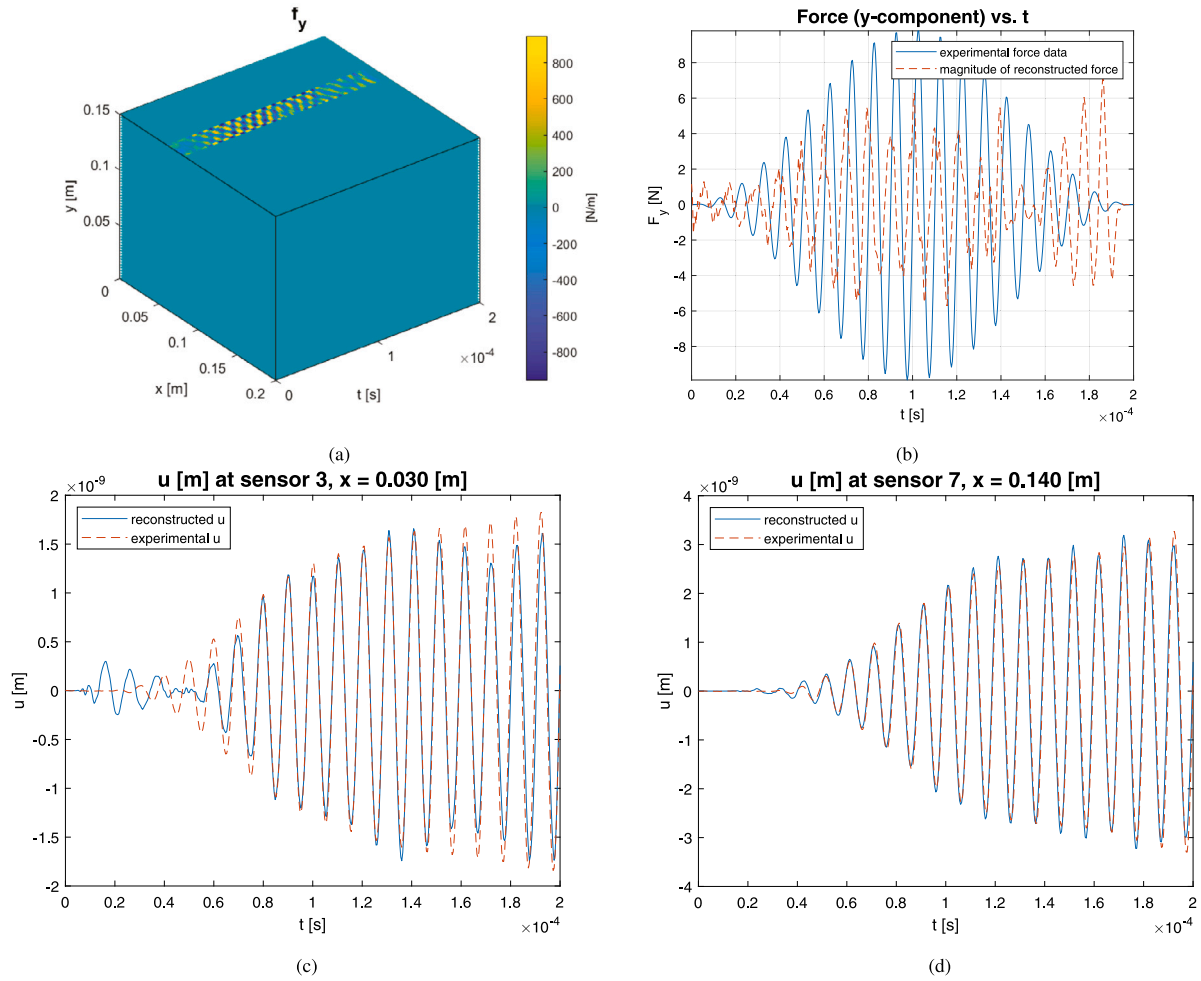 f_y
0.15
0.1
0.05
0
y [m]
0
0.05
0.1
0.15
0.2
x [m]
0
1
2
×10^-4
t [s]
800
600
400
200
0
-200
-400
-600
-800
[N/m]
(a)
Force (y-component) vs. t
experimental force data
magnitude of reconstructed force
8
6
4
2
0
-2
-4
-6
-8
F_y [N]
0 0.2 0.4 0.6 0.8 1 1.2 1.4 1.6 1.8 2
t [s]
×10^-4
(b)
u [m] at sensor 3, x = 0.030 [m]
×10^-9
reconstructed u
experimental u
2
1.5
1
0.5
0
-0.5
-1
-1.5
-2
u [m]
0 0.2 0.4 0.6 0.8 1 1.2 1.4 1.6 1.8 2
t [s]
×10^-4
(c)
u [m] at sensor 7, x = 0.140 [m]
×10^-9
reconstructed u
experimental u
4
3
2
1
0
-1
-2
-3
-4
u [m]
0 0.2 0.4 0.6 0.8 1 1.2 1.4 1.6 1.8 2
t [s]
×10^-4
(d)